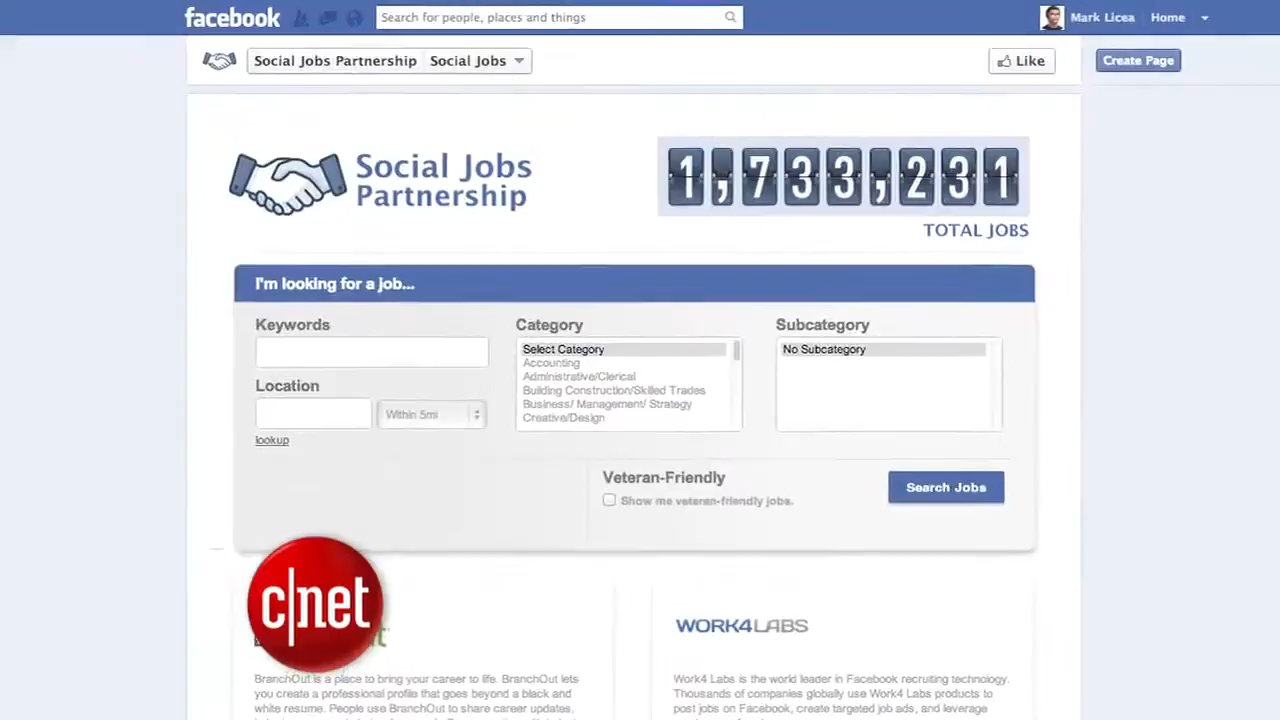 facebook
Search for people, places and things
Mark Licea Home
Social Jobs Partnership Social Jobs
Like
Create Page
Social Jobs
Partnership
1,733,231
TOTAL JOBS
I'm looking for a job...
Keywords
Category
Subcategory
Select Category
No Subcategory
Accounting
Administrative/Clerical
Location
Building Construction/Skilled Trades
Within 5mi
Business/ Management/ Strategy
Creative/Design
lookup
Veteran-Friendly
Show me veteran-friendly jobs.
Search Jobs
c|net
WORK4LABS
BranchOut is a place to bring your career to life. BranchOut lets
you create a professional profile that goes beyond a black and
white resume. People use BranchOut to share career updates,
Work4 Labs is the world leader in Facebook recruiting technology.
Thousands of companies globally use Work4 Labs products to
post jobs on Facebook, create targeted job ads, and leverage